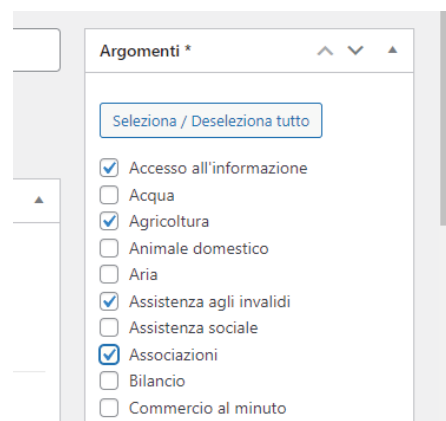 Argomenti *
Seleziona / Deseleziona tutto
Accesso all'informazione
Acqua
Agricoltura
Animale domestico
Aria
Assistenza agli invalidi
Assistenza sociale
Associazioni
Bilancio
Commercio al minuto